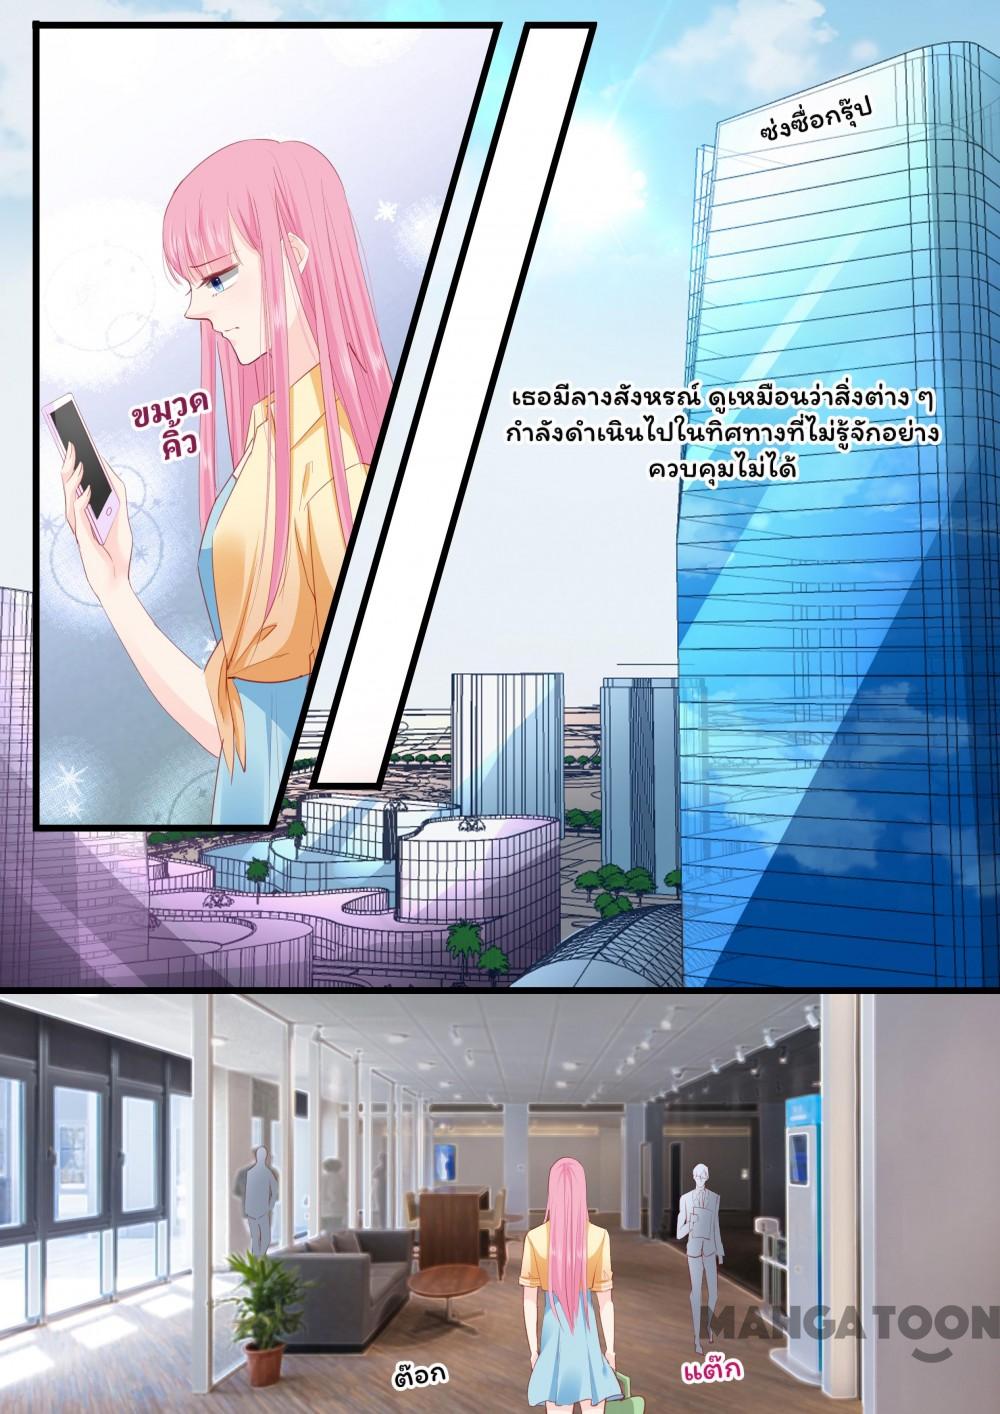 ซ่งซื่อกรุ๊ป
ขมวด
คิ้ว
เธอมีลางสังหรณ์ ดูเหมือนว่าสิ่งต่าง ๆ
กำลังดำเนินไปในทิศทางที่ไม่รู้จักอย่าง
ควบคุมไม่ได้
MANGATOON
ต๊อก
แต๊ก